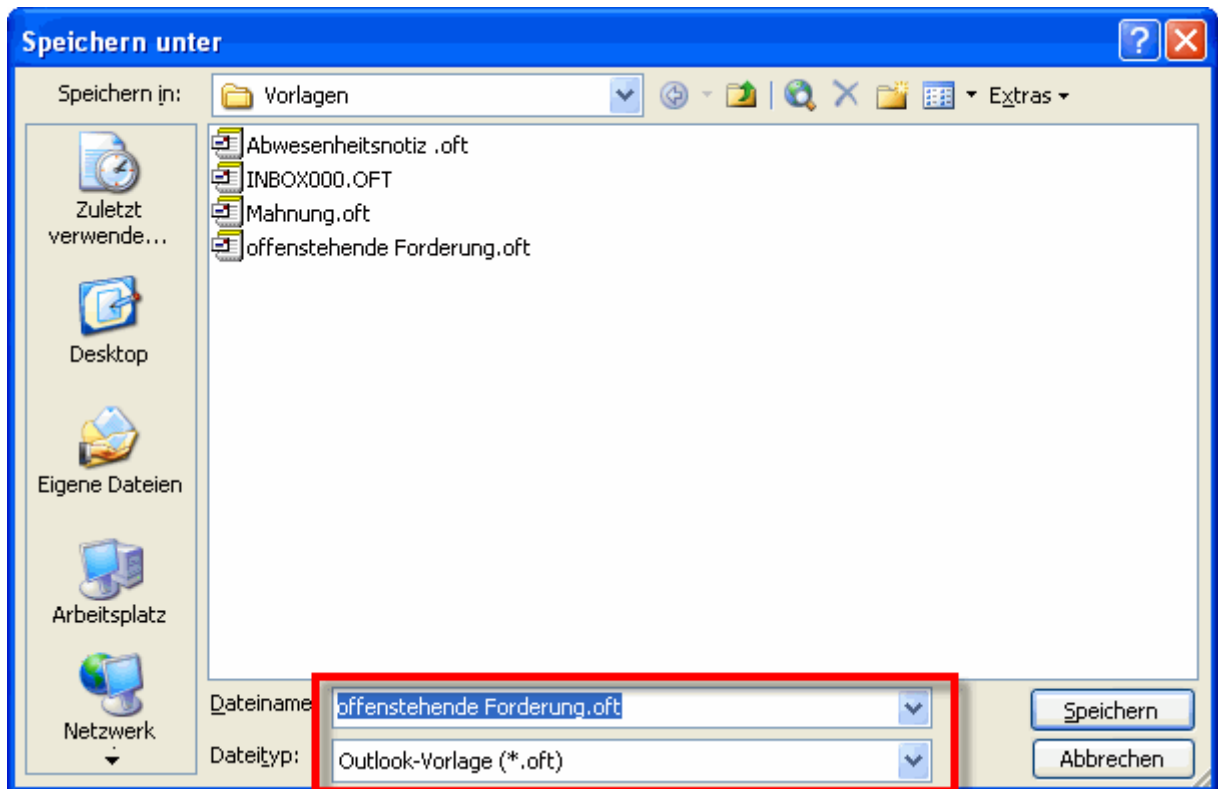 Speichern unter
Speichern in:
Vorlagen
Extras
Abwesenheitsnotiz .oft
INBOX000.OFT
Mahnung.oft
offenstehende Forderung.oft
Zuletzt
verwende...
Desktop
Eigene Dateien
Arbeitsplatz
Netzwerk
Dateiname
offenstehende Forderung.oft
Speichern
Dateityp:
Outlook-Vorlage (*.oft)
Abbrechen